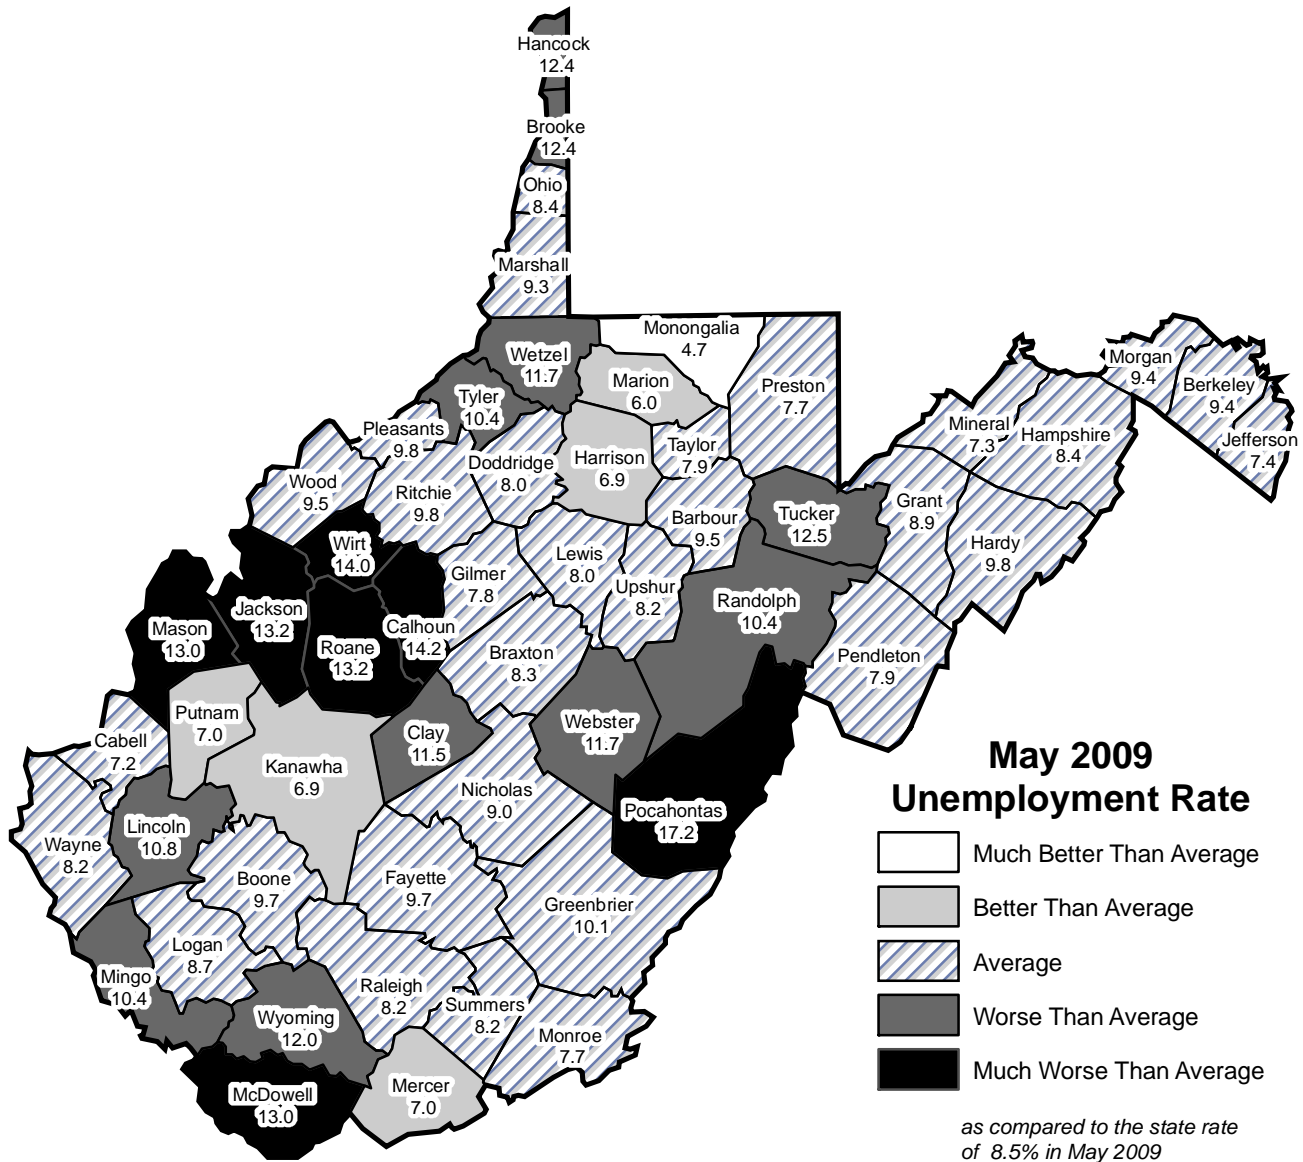 Hancock
12.4
Brooke
12.4
Ohio
8.4
Marshall
9.3
Wetzel
11.7
Monongalia
4.7
Marion
6.0
Preston
7.7
Morgan
9.4
Berkeley
9.4
Jefferson
7.4
Tyler
10.4
Pleasants
9.8
Doddridge
8.0
Harrison
6.9
Taylor
7.9
Mineral
7.3
Hampshire
8.4
Wood
9.5
Ritchie
9.8
Barbour
9.5
Tucker
12.5
Grant
8.9
Hardy
9.8
Wirt
14.0
Gilmer
7.8
Lewis
8.0
Upshur
8.2
Randolph
10.4
Mason
13.0
Jackson
13.2
Roane
13.2
Calhoun
14.2
Braxton
8.3
Pendleton
7.9
Putnam
7.0
Cabell
7.2
Kanawha
6.9
Clay
11.5
Webster
11.7
Nicholas
9.0
Pocahontas
17.2
Wayne
8.2
Lincoln
10.8
Boone
9.7
Fayette
9.7
Greenbrier
10.1
Logan
8.7
Mingo
10.4
Wyoming
12.0
Raleigh
8.2
Summers
8.2
Monroe
7.7
McDowell
13.0
Mercer
7.0
May 2009
Unemployment Rate
Much Better Than Average
Better Than Average
Average
Worse Than Average
Much Worse Than Average
as compared to the state rate
of 8.5% in May 2009